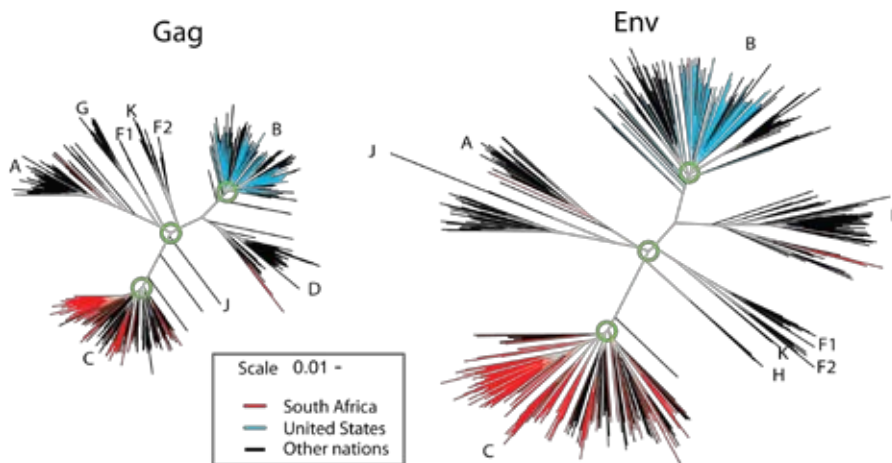 Gag
Env
G
K
F1
F2
B
A
D
J
C
B
J
A
F1
K
F2
H
C
Scale 0.01 -
South Africa
United States
Other nations